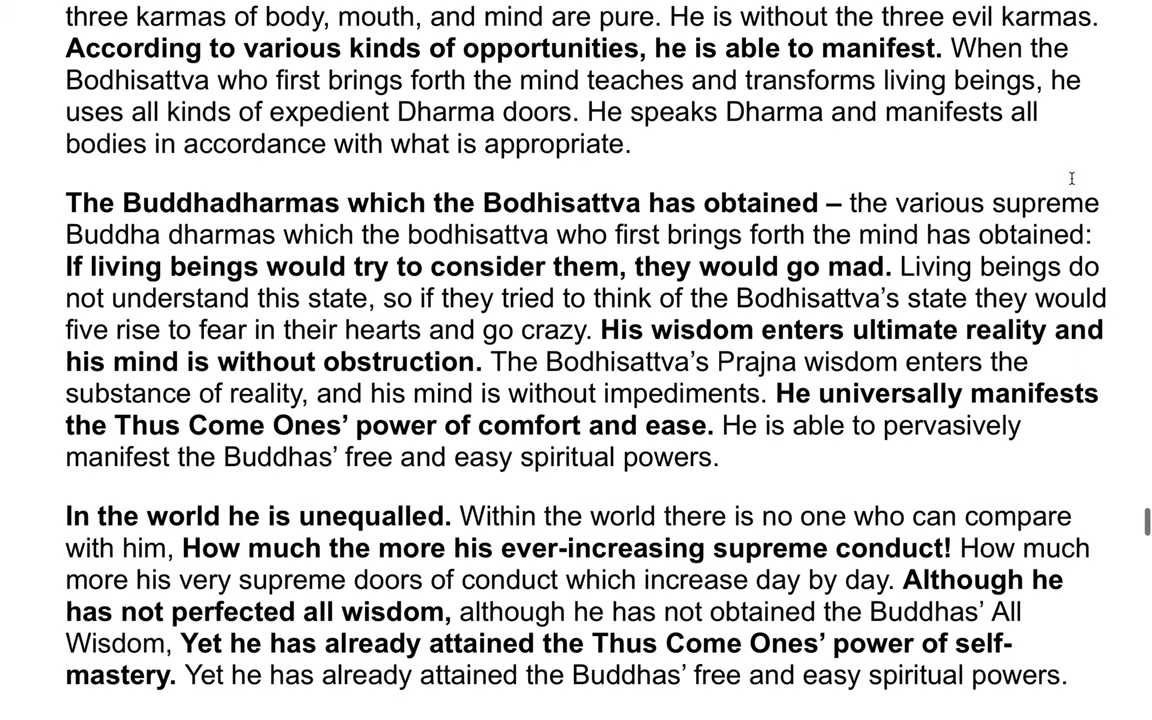 three karmas of body, mouth, and mind are pure. He is without the three evil karmas.
According to various kinds of opportunities, he is able to manifest. When the
Bodhisattva who first brings forth the mind teaches and transforms living beings, he
uses all kinds of expedient Dharma doors. He speaks Dharma and manifests all
bodies in accordance with what is appropriate.
The Buddhadharmas which the Bodhisattva has obtained – the various supreme
Buddha dharmas which the bodhisattva who first brings forth the mind has obtained:
If living beings would try to consider them, they would go mad. Living beings do
not understand this state, so if they tried to think of the Bodhisattva’s state they would
five rise to fear in their hearts and go crazy. His wisdom enters ultimate reality and
his mind is without obstruction. The Bodhisattva’s Prajna wisdom enters the
substance of reality, and his mind is without impediments. He universally manifests
the Thus Come Ones’ power of comfort and ease. He is able to pervasively
manifest the Buddhas’ free and easy spiritual powers.
In the world he is unequalled. Within the world there is no one who can compare
with him, How much the more his ever-increasing supreme conduct! How much
more his very supreme doors of conduct which increase day by day. Although he
has not perfected all wisdom, although he has not obtained the Buddhas’ All
Wisdom, Yet he has already attained the Thus Come Ones’ power of self-
mastery. Yet he has already attained the Buddhas’ free and easy spiritual powers.